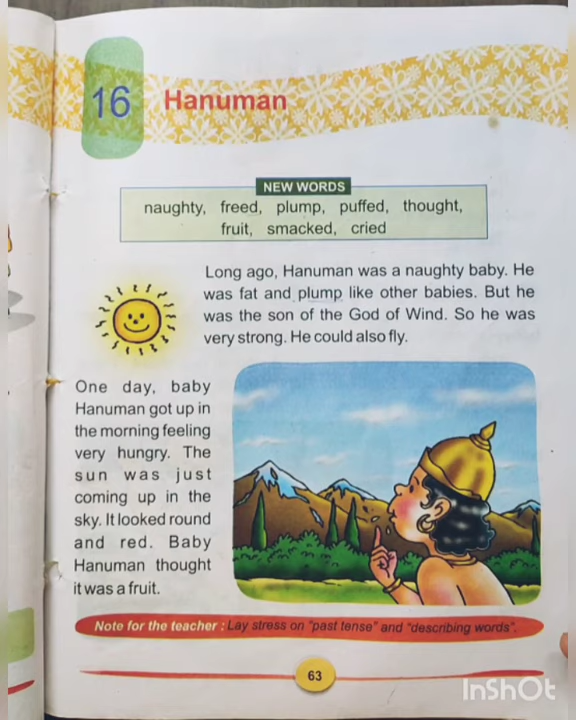 16
Hanuman
NEW WORDS
naughty, freed, plump, puffed, thought,
fruit, smacked, cried
Long ago, Hanuman was a naughty baby. He
was fat and plump like other babies. But he
was the son of the God of Wind. So he was
very strong. He could also fly.
One day, baby
Hanuman got up in
the morning feeling
very hungry. The
sun was just
coming up in the
sky. It looked round
and red. Baby
Hanuman thought
it was a fruit.
Note for the teacher : Lay stress on "past tense" and "describing words".
63
InShOt